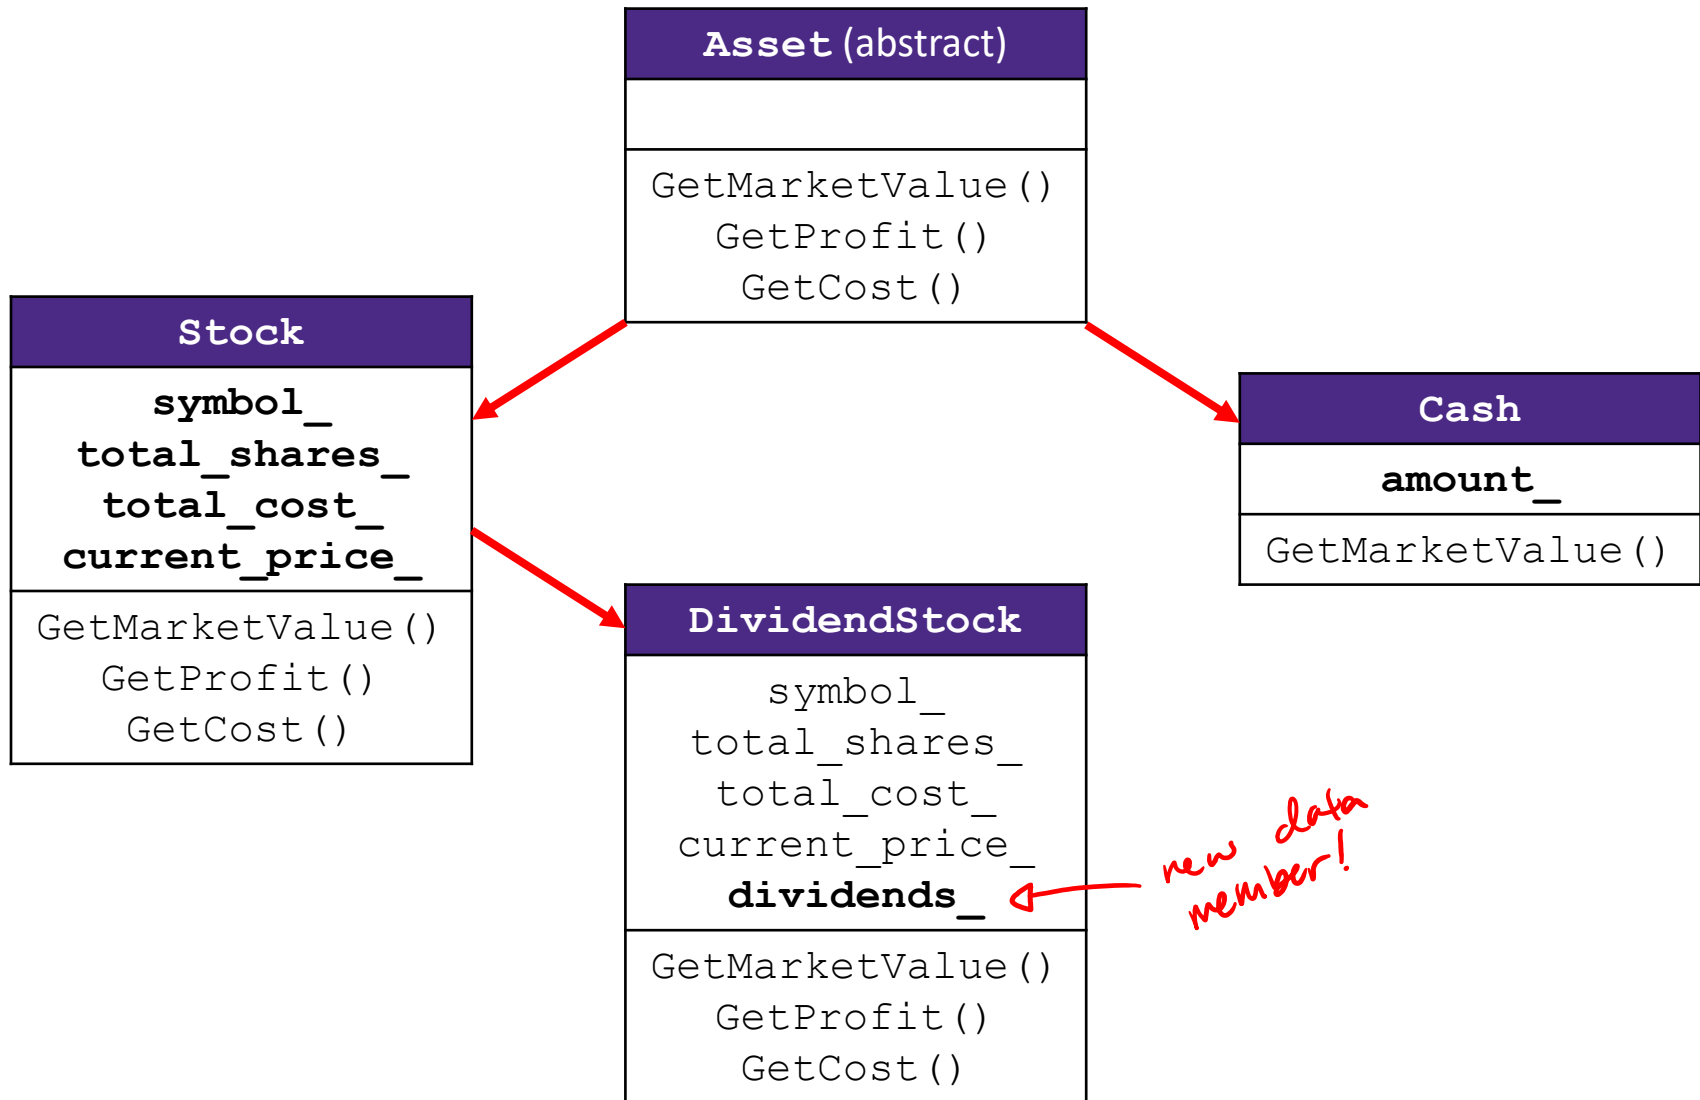 Asset (abstract)
GetMarketValue()
GetProfit()
GetCost()
Stock
symbol_
total_shares_
total_cost_
current_price_
GetMarketValue()
GetProfit()
GetCost()
Cash
amount_
GetMarketValue()
DividendStock
symbol_
total_shares_
total_cost_
current_price_
dividends_
GetMarketValue()
GetProfit()
GetCost()
new data
member!